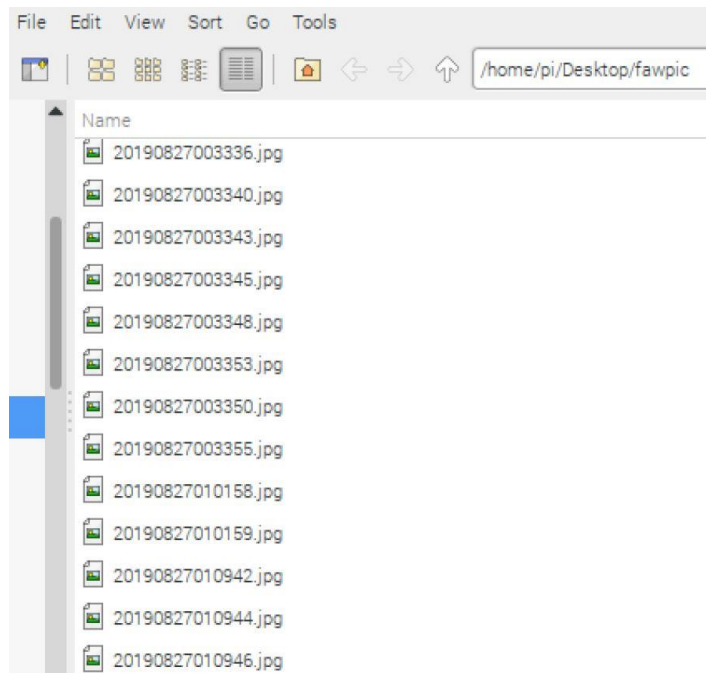 File Edit View Sort Go Tools
/home/pi/Desktop/fawpic
Name
20190827003336.jpg
20190827003340.jpg
20190827003343.jpg
20190827003345.jpg
20190827003348.jpg
20190827003353.jpg
20190827003350.jpg
20190827003355.jpg
20190827010158.jpg
20190827010159.jpg
20190827010942.jpg
20190827010944.jpg
20190827010946.jpg